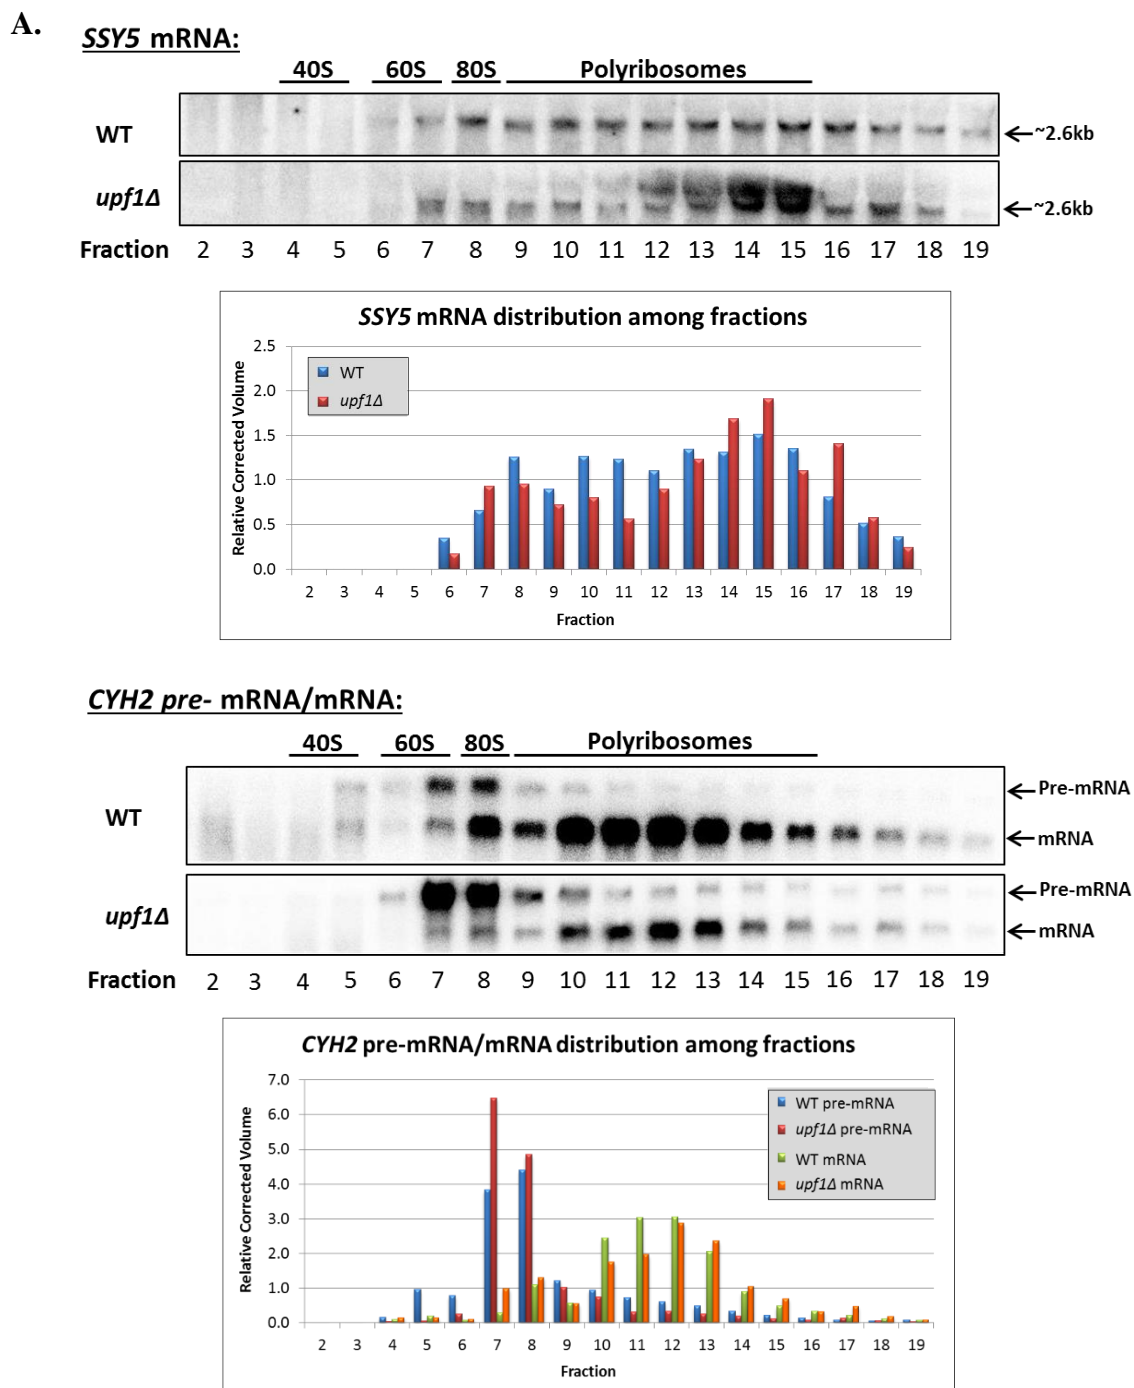 A.
SSY5 mRNA:
40S 60S 80S Polyribosomes
WT
←~2.6kb
upf1Δ
←~2.6kb
Fraction 2 3 4 5 6 7 8 9 10 11 12 13 14 15 16 17 18 19
SSY5 mRNA distribution among fractions
2.5
2.0
1.5
1.0
0.5
0.0
Relative Corrected Volume
WT
upf1Δ
2 3 4 5 6 7 8 9 10 11 12 13 14 15 16 17 18 19
Fraction
CYH2 pre- mRNA/mRNA:
40S 60S 80S Polyribosomes
WT
←Pre-mRNA
←mRNA
upf1Δ
←Pre-mRNA
←mRNA
Fraction 2 3 4 5 6 7 8 9 10 11 12 13 14 15 16 17 18 19
CYH2 pre-mRNA/mRNA distribution among fractions
7.0
6.0
5.0
4.0
3.0
2.0
1.0
0.0
Relative Corrected Volume
WT pre-mRNA
upf1Δ pre-mRNA
WT mRNA
upf1Δ mRNA
2 3 4 5 6 7 8 9 10 11 12 13 14 15 16 17 18 19
Fraction